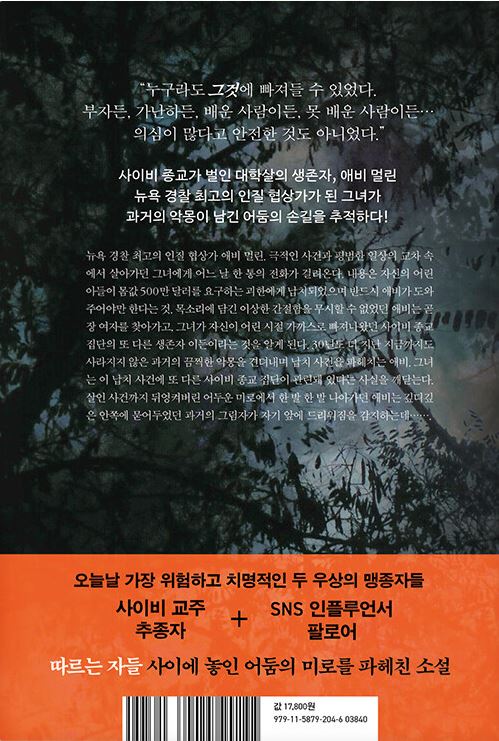 “누구라도 그것에 빠져들 수 있었다.
부자든, 가난하든, 배운 사람이든, 못 배운 사람이든…
의심이 많다고 안전한 것도 아니었다.”
사이비 종교가 벌인 대학살의 생존자, 애비 멀린
뉴욕 경찰 최고의 인질 협상가가 된 그녀가
과거의 악몽이 남긴 어둠의 손길을 추적하다!
뉴욕 경찰 최고의 인질 협상가 애비 멀린. 극적인 사건과 평범한 일상의 교차 속
에서 살아가던 그녀에게 어느 날 한 통의 전화가 걸려온다. 내용은 자신의 어린
아들이 몸값 500만 달러를 요구하는 괴한에게 납치되었으며 반드시 애비가 도와
주어야만 한다는 것. 목소리에 담긴 이상한 간절함을 무시할 수 없었던 애비는 곧
장 여자를 찾아가고, 그녀가 자신이 어린 시절 가까스로 빠져나왔던 사이비 종교
집단의 또 다른 생존자 이든이라는 것을 알게 된다. 30년도 더 지난 지금까지도
사라지지 않은 과거의 끔찍한 악몽을 견뎌내며 납치 사건을 파헤치는 애비. 그녀
는 이 납치 사건에 또 다른 사이비 종교 집단이 관련돼 있다는 사실을 깨닫는다.
살인 사건까지 뒤엉켜버린 어두운 미로에서 한 발 한 발 나아가던 애비는 깊디깊
은 안쪽에 묻어두었던 과거의 그림자가 자기 앞에 드리워짐을 감지하는데…….
오늘날 가장 위험하고 치명적인 두 우상의 맹종자들
사이비 교주 + SNS 인플루언서
추종자 팔로어
따르는 자들 사이에 놓인 어둠의 미로를 파헤친 소설
값 17,800원
979-11-5879-204-6 03840